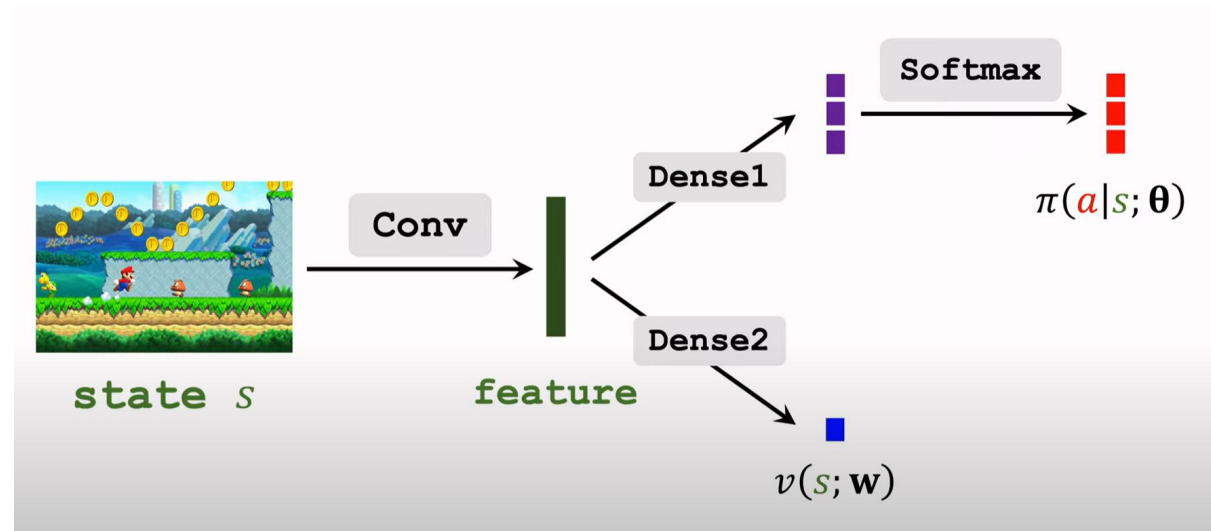 Softmax
Dense1
π(a|s; θ)
Conv
Dense2
state s
feature
v(s; w)